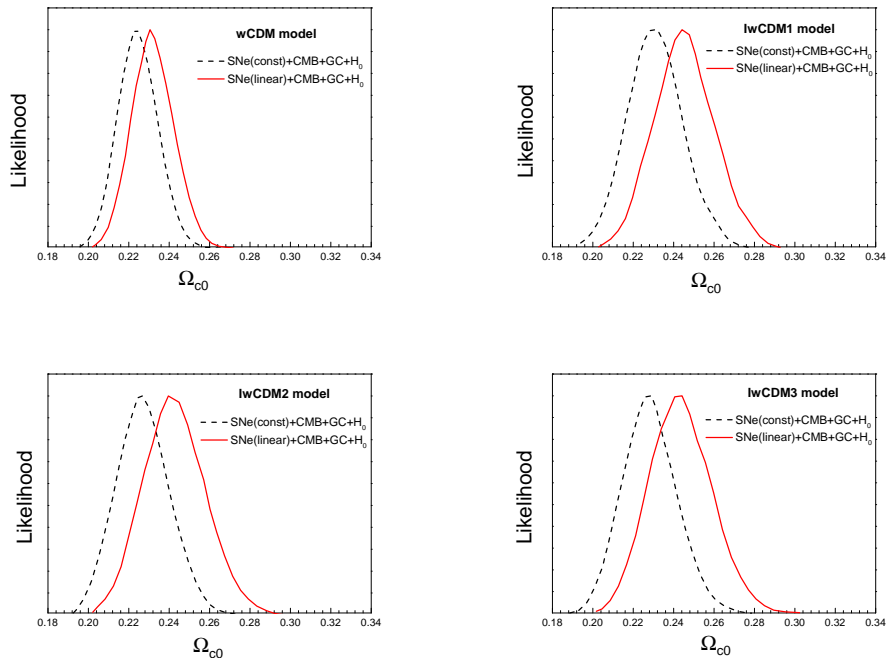 wCDM model
SNe(const)+CMB+GC+H₀
SNe(linear)+CMB+GC+H₀
Likelihood
0.18 0.20 0.22 0.24 0.26 0.28 0.30 0.32 0.34
Ωc0
IwCDM1 model
SNe(const)+CMB+GC+H₀
SNe(linear)+CMB+GC+H₀
Likelihood
0.18 0.20 0.22 0.24 0.26 0.28 0.30 0.32 0.34
Ωc0
IwCDM2 model
SNe(const)+CMB+GC+H₀
SNe(linear)+CMB+GC+H₀
Likelihood
0.18 0.20 0.22 0.24 0.26 0.28 0.30 0.32 0.34
Ωc0
IwCDM3 model
SNe(const)+CMB+GC+H₀
SNe(linear)+CMB+GC+H₀
Likelihood
0.18 0.20 0.22 0.24 0.26 0.28 0.30 0.32 0.34
Ωc0